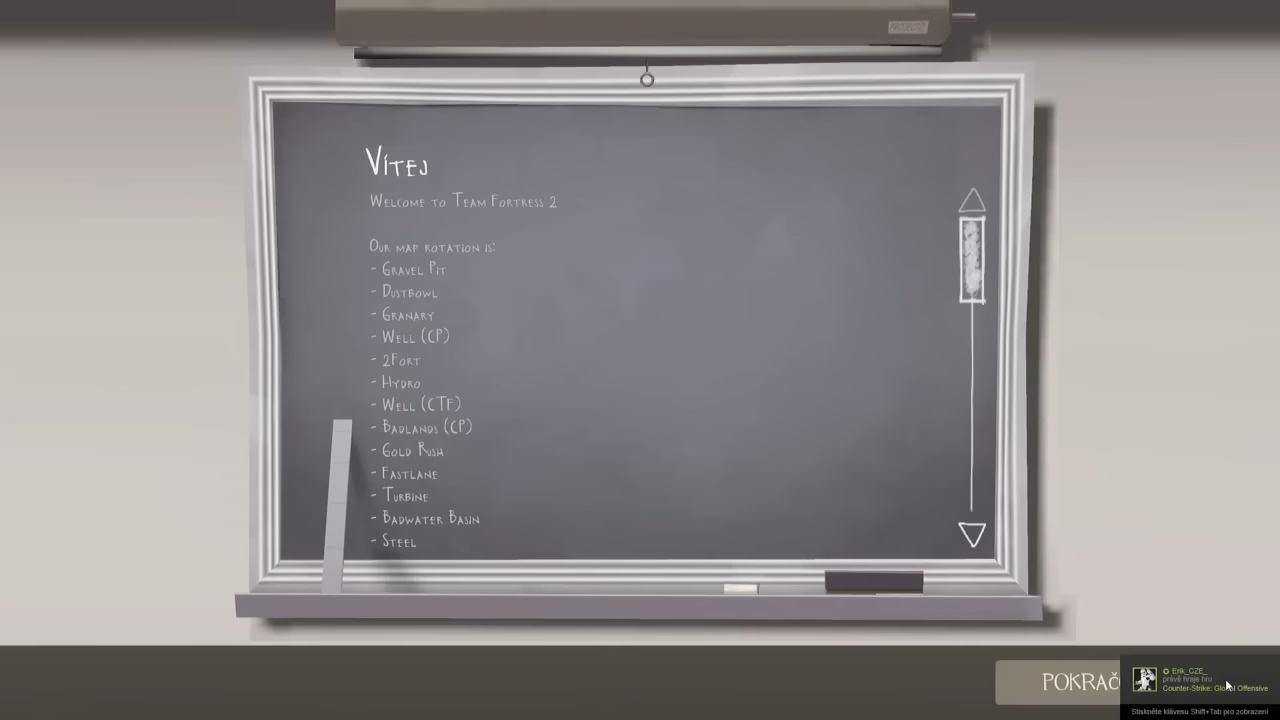 PROJECT
Vítej
Welcome to Team Fortress 2
Our map rotation is:
- Gravel Pit
- Dustbowl
- Granary
- Well (CP)
- 2Fort
- Hydro
- Well (CTF)
- Badlands (CP)
- Gold Rush
- Fastlane
- Turbine
- Badwater Basin
- Steel
POKRAČ
Erik_CZE_
právě hraje hru
Counter-Strike: Global Offensive
Stiskněte klávesu Shift+Tab pro zobrazení